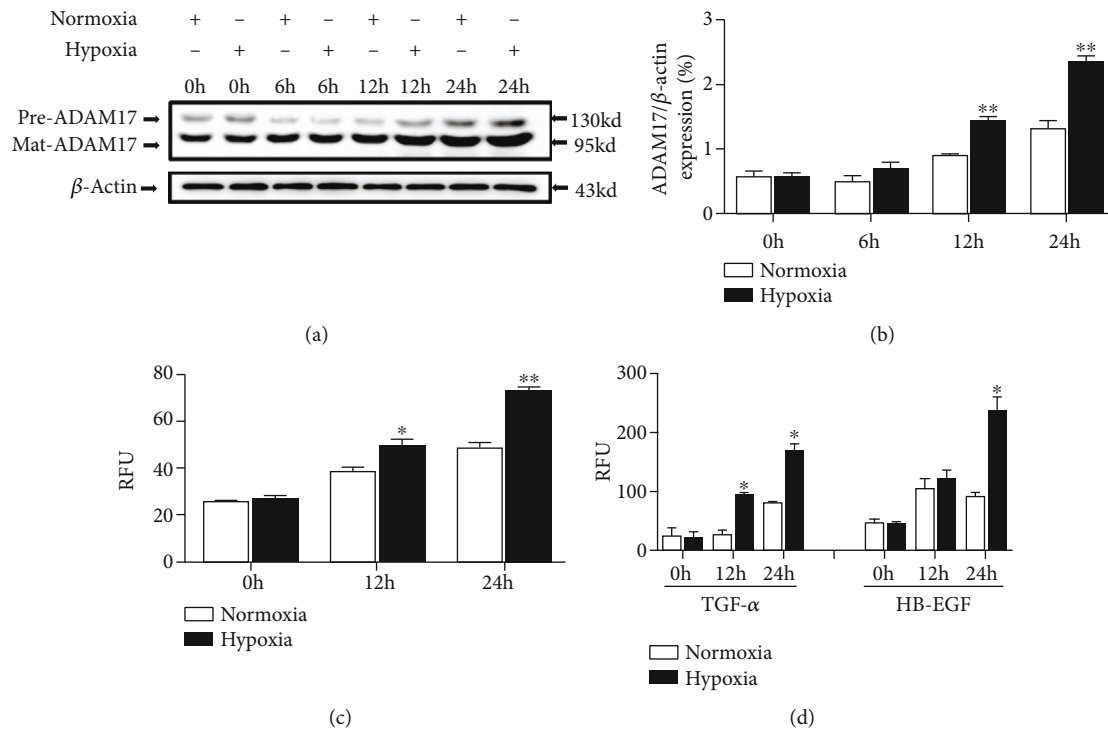 Normoxia + – + – + – + –
Hypoxia – + – + – + – +
0h 0h 6h 6h 12h 12h 24h 24h
Pre-ADAM17 130kd
Mat-ADAM17 95kd
β-Actin 43kd
(a)
ADAM17/β-actin
expression (%)
3
2
1
0
**
**
0h 6h 12h 24h
Normoxia
Hypoxia
(b)
RFU
80
60
40
20
0
*
**
0h 12h 24h
Normoxia
Hypoxia
(c)
RFU
300
200
100
0
*
*
*
0h 12h 24h 0h 12h 24h
TGF-α HB-EGF
Normoxia
Hypoxia
(d)